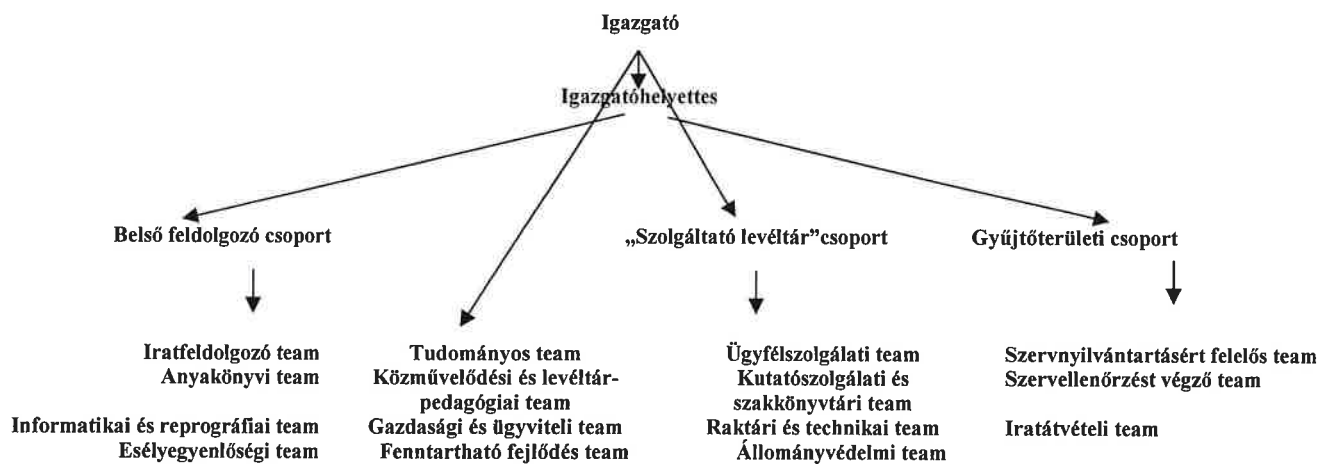 Igazgató
Igazgatóhelyettes
Belső feldolgozó csoport
„Szolgáltató levéltár”csoport
Gyűjtőterületi csoport
Iratfeldolgozó team
Anyakönyvi team
Informatikai és reprográfiai team
Esélyegyenlőségi team
Tudományos team
Közművelődési és levéltár-
pedagógiai team
Gazdasági és ügyviteli team
Fenntartható fejlődés team
Ügyfélszolgálati team
Kutatószolgálati és
szakkönyvtári team
Raktári és technikai team
Állományvédelmi team
Szervnyilvántartásért felelős team
Szervellenőrzést végző team
Iratátvételi team